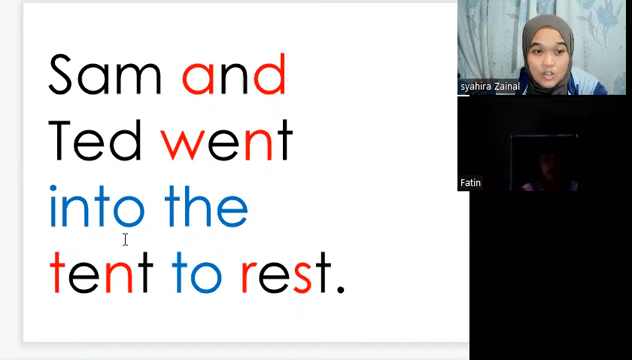 Sam and
Ted went
into the
tent to rest.
syahira Zainal
Fatin